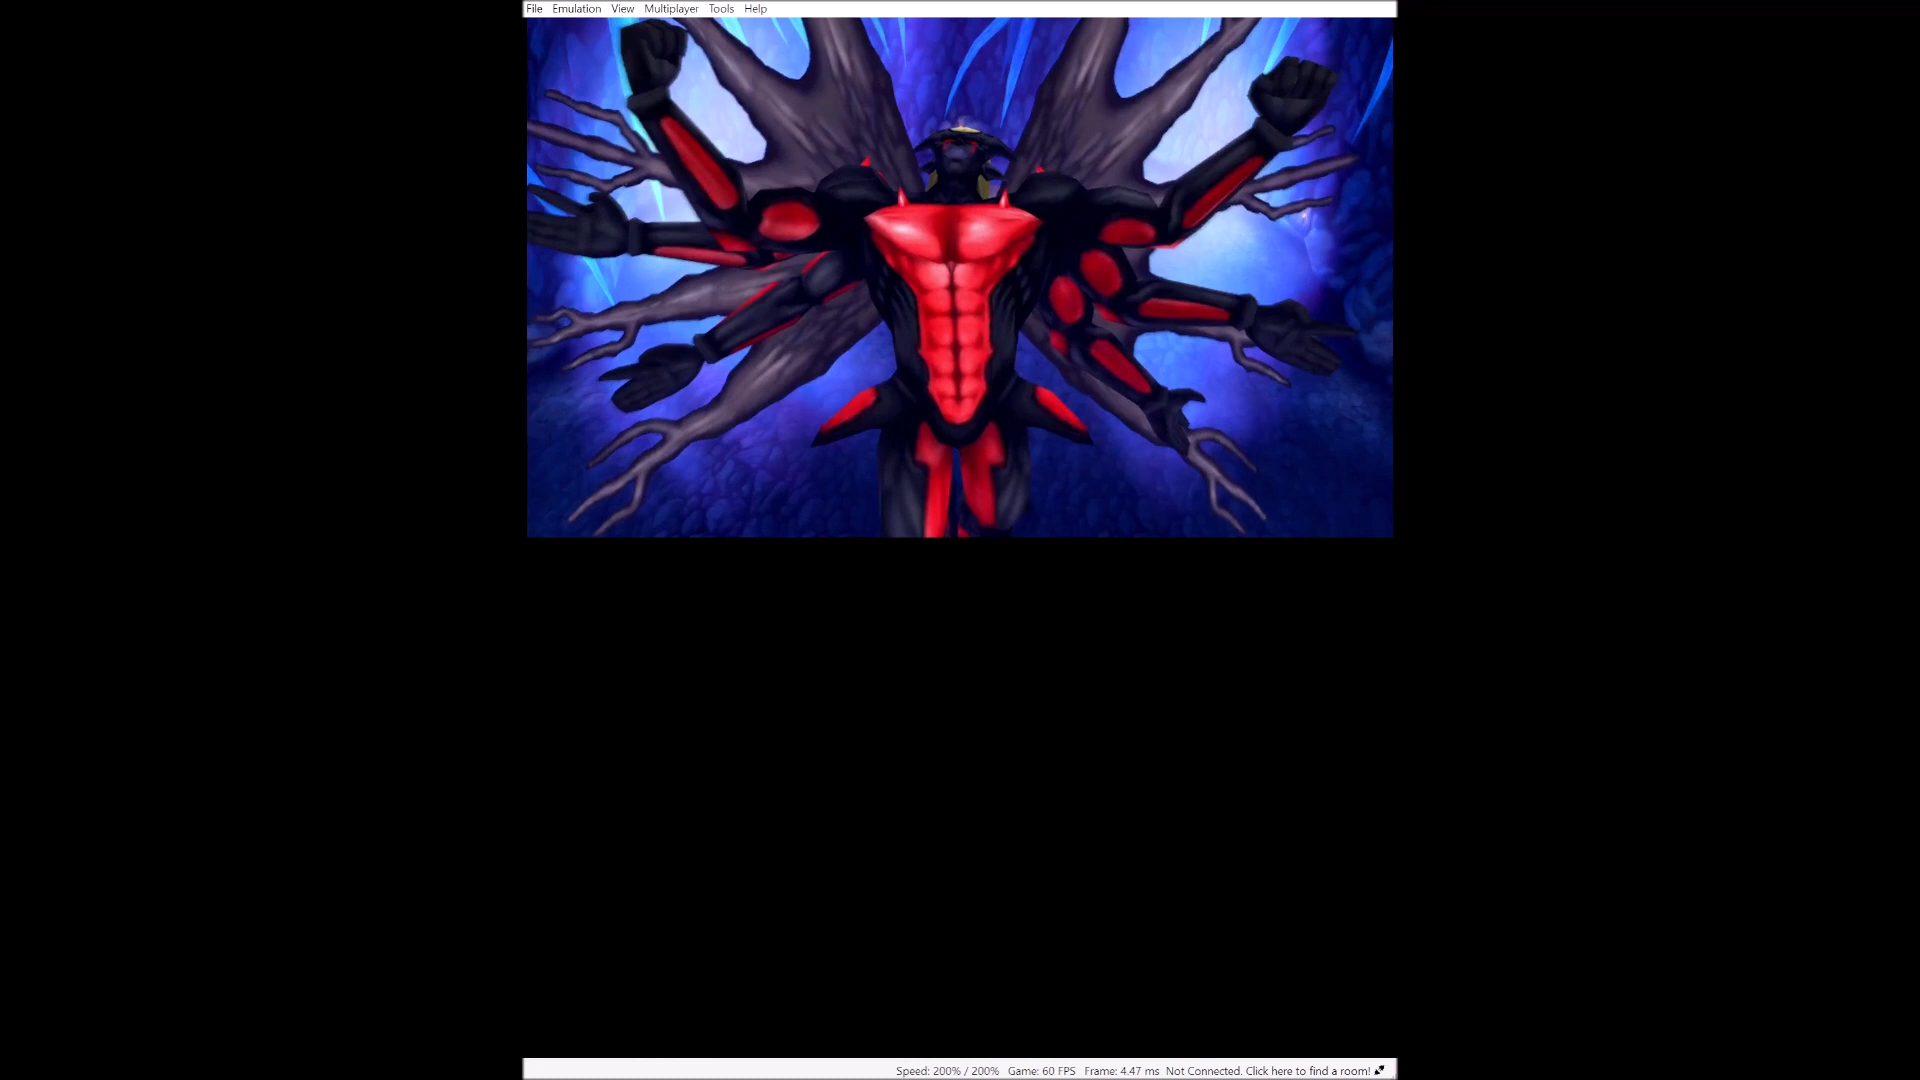 File Emulation View Multiplayer Tools Help
Speed: 200% / 200% Game: 60 FPS Frame: 4.47 ms Not Connected. Click here to find a room!